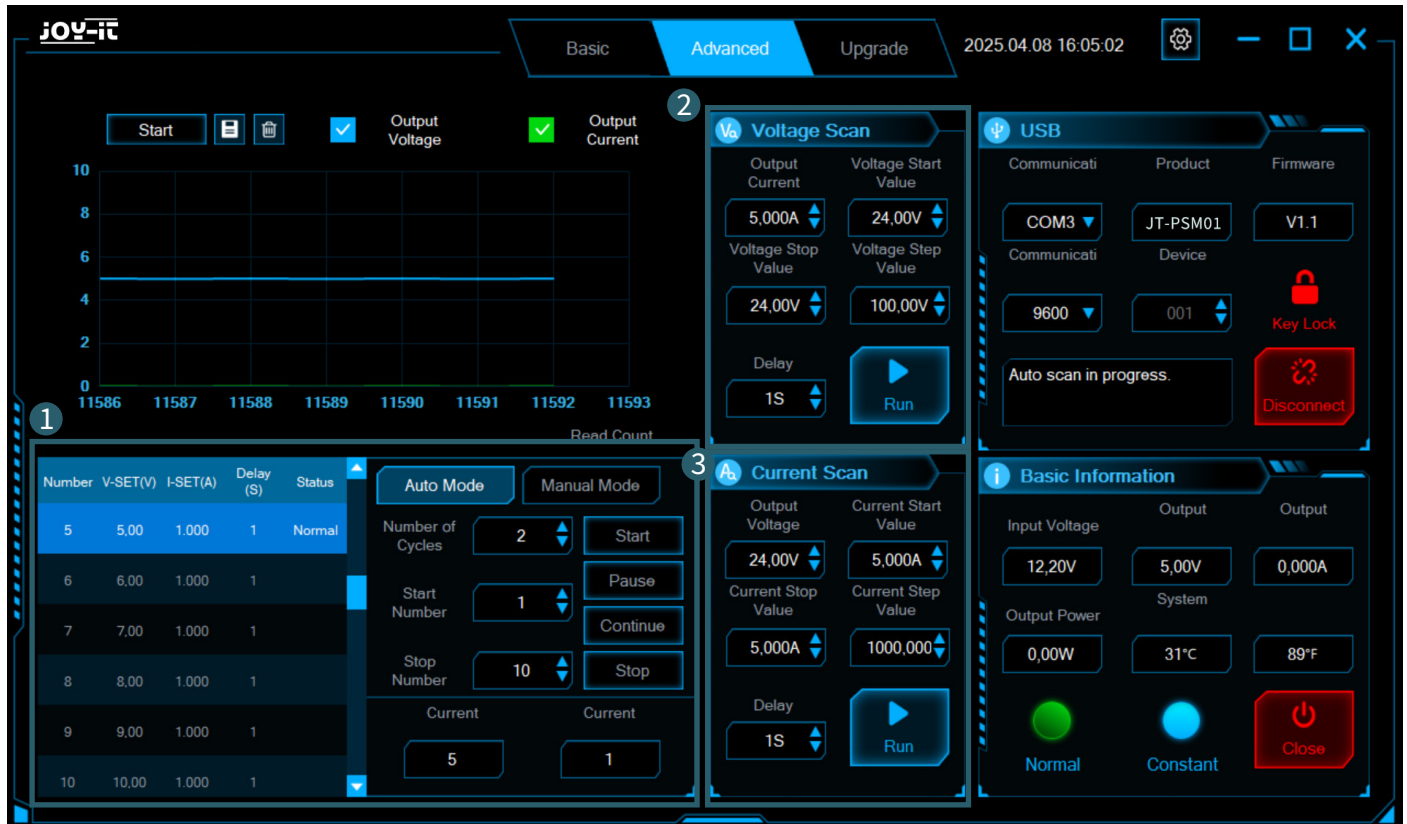 JOY-iT
Basic
Advanced
Upgrade
2025.04.08 16:05:02
Start
Output
Voltage
Output
Current
10
8
6
4
2
0
11586 11587 11588 11589 11590 11591 11592 11593
Read Count
1
Number V-SET(V) I-SET(A) Delay (S) Status
5 5,00 1.000 1 Normal
6 6,00 1.000 1
7 7,00 1.000 1
8 8,00 1.000 1
9 9,00 1.000 1
10 10,00 1.000 1
Auto Mode Manual Mode
Number of
Cycles
2
Start
Pause
Start
Number
1
Continue
Stop
Number
10
Stop
Current Current
5 1
2
Voltage Scan
Output
Current
Voltage Start
Value
5,000A 24,00V
Voltage Stop
Value
Voltage Step
Value
24,00V 100,00V
Delay
1S
Run
3
Current Scan
Output
Voltage
Current Start
Value
24,00V 5,000A
Current Stop
Value
Current Step
Value
5,000A 1000,000
Delay
1S
Run
USB
Communicati Product Firmware
COM3 JT-PSM01 V1.1
Communicati Device
9600 001
Key Lock
Auto scan in progress.
Disconnect
Basic Information
Input Voltage Output Output
12,20V 5,00V 0,000A
Output Power System
0,00W 31°C 89°F
Normal Constant Close